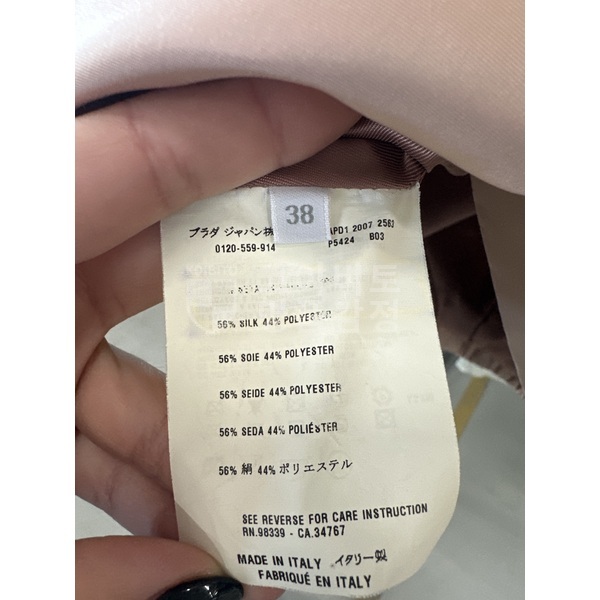 38
プラダ ジャパン株
APD1 2007 2563
0120-559-914
P5424 B03
56% SILK 44% POLYESTER
56% SOIE 44% POLYESTER
56% SEIDE 44% POLYESTER
56% SEDA 44% POLIÉSTER
56% 絹 44% ポリエステル
SEE REVERSE FOR CARE INSTRUCTION
RN.98339 - CA.34767
MADE IN ITALY イタリー製
FABRIQUÉ EN ITALY